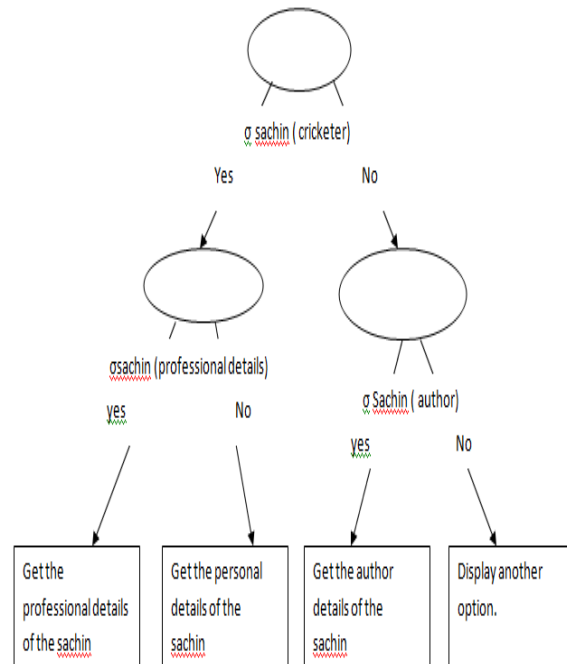 σ sachin ( cricketer)
Yes
No
σsachin (professional details)
σ Sachin ( author)
yes
No
yes
No
Get the
professional details
of the sachin
Get the personal
details of the
sachin
Get the author
details of the
sachin
Display another
option.